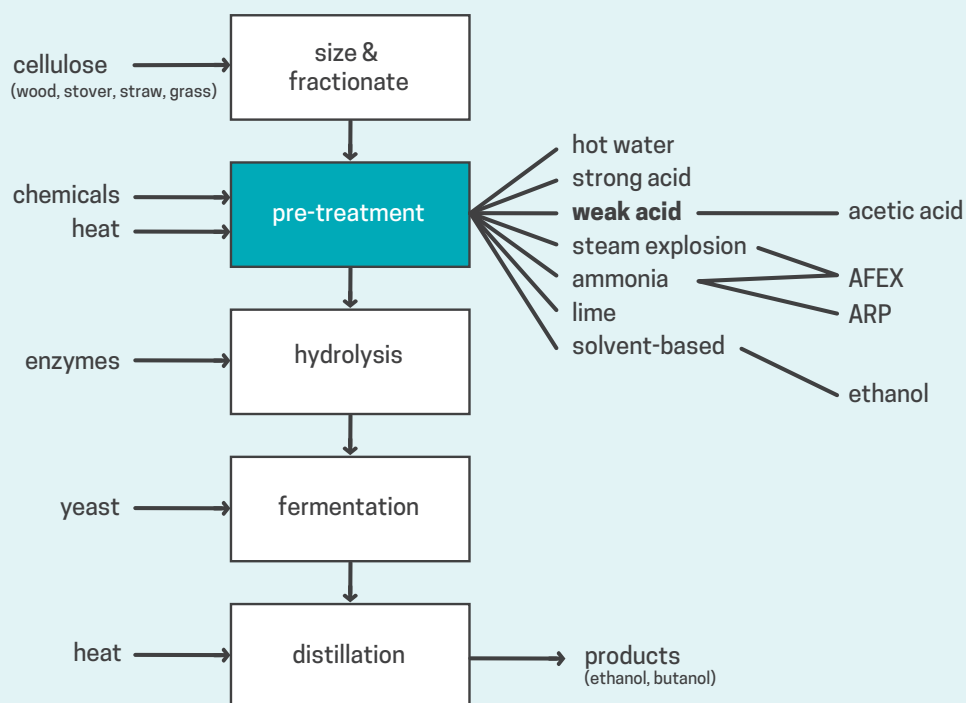 cellulose
(wood, stover, straw, grass)
size &
fractionate
chemicals
heat
pre-treatment
hot water
strong acid
weak acid
steam explosion
ammonia
lime
solvent-based
acetic acid
AFEX
ARP
ethanol
enzymes
hydrolysis
yeast
fermentation
heat
distillation
products
(ethanol, butanol)